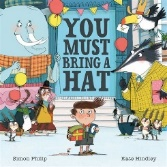 YOU
MUST
BRING A
HAT
Simon Philip Kate Hindley